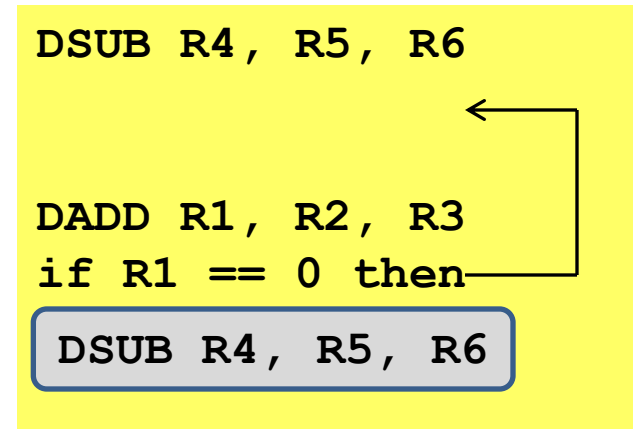 DSUB R4, R5, R6
DADD R1, R2, R3
if R1 == 0 then
DSUB R4, R5, R6